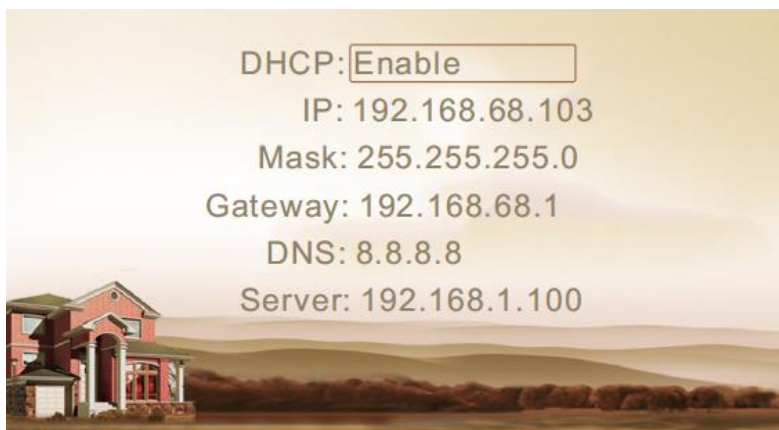 DHCP: Enable
IP: 192.168.68.103
Mask: 255.255.255.0
Gateway: 192.168.68.1
DNS: 8.8.8.8
Server: 192.168.1.100